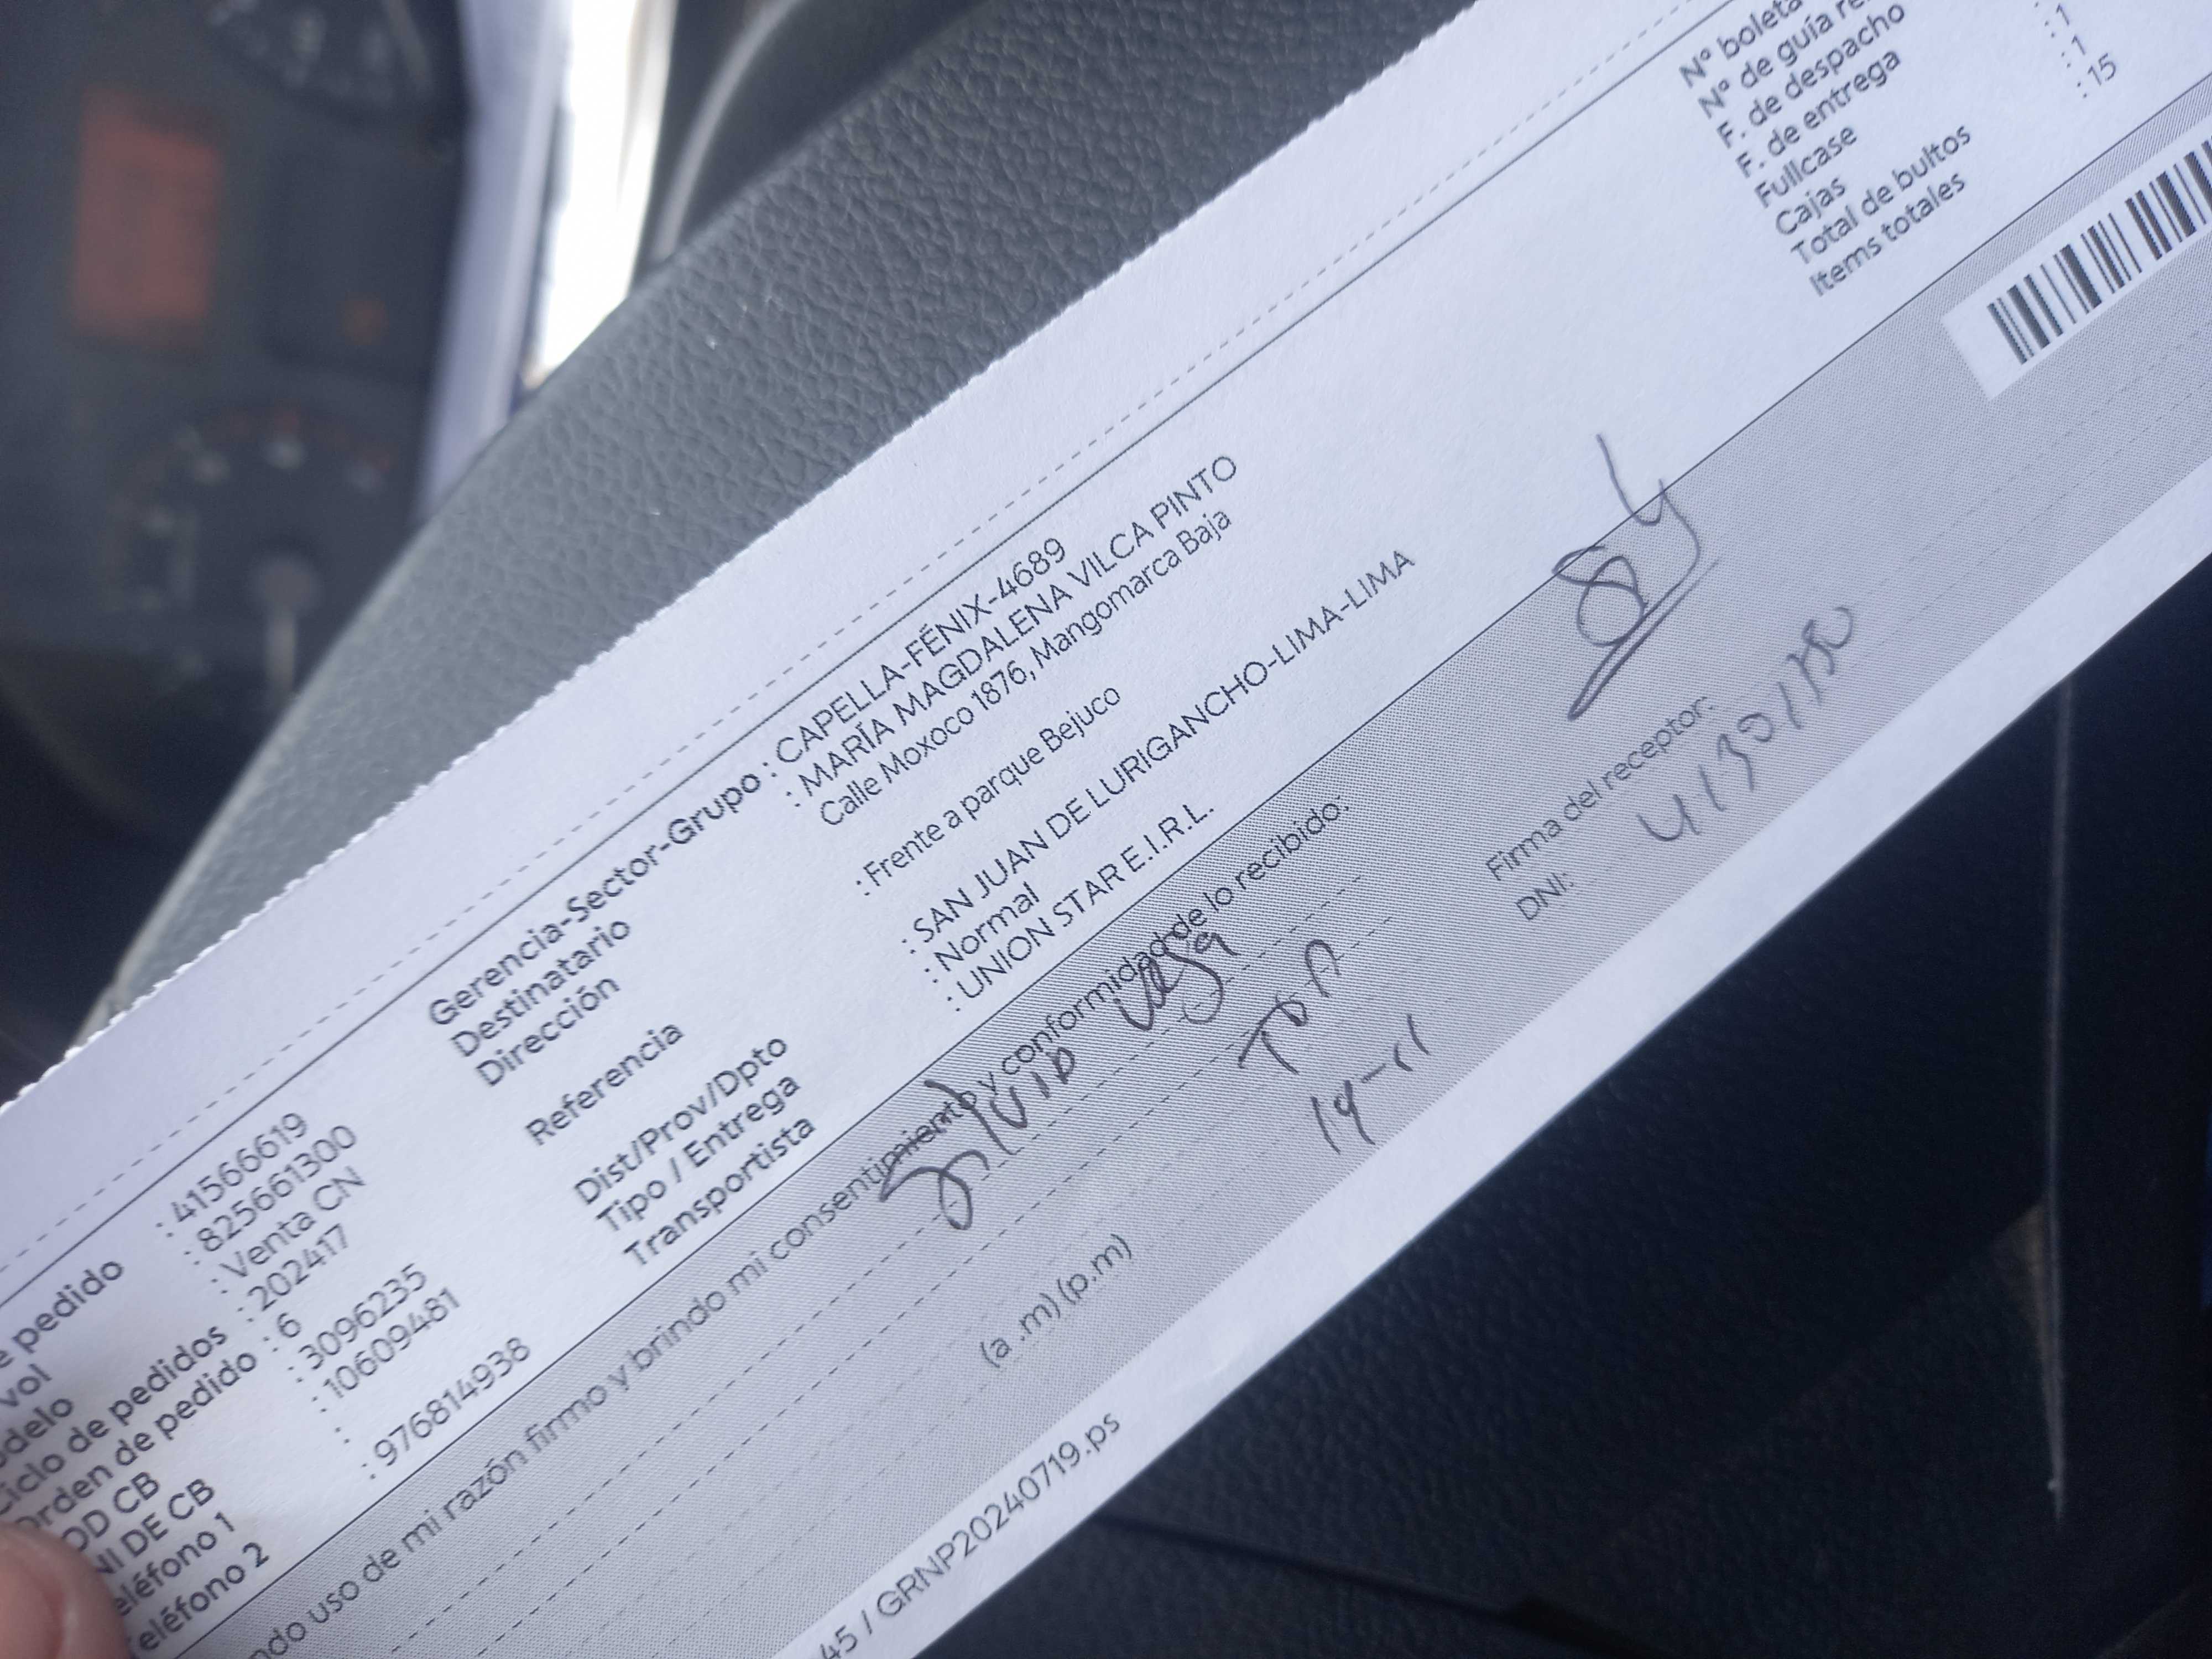 e pedido : 41566619
vol : 825661300
delo : Venta CN
Ciclo de pedidos : 202417
Orden de pedido : 6
OD CB : 3096235
NI DE CB : 10609481
eléfono 1 :
eléfono 2 : 976814938
Gerencia-Sector-Grupo : CAPELLA-FÉNIX-4689
Destinatario : MARÍA MAGDALENA VILCA PINTO
Dirección Calle Moxoco 1876, Mangomarca Baja
Referencia : Frente a parque Bejuco
Dist/Prov/Dpto : SAN JUAN DE LURIGANCHO-LIMA-LIMA
Tipo / Entrega : Normal
Transportista : UNION STAR E.I.R.L.
N° boleta
N° de guía re
F. de despacho
F. de entrega
Fullcase
Cajas : 1
Total de bultos : 1
Items totales : 15
ndo uso de mi razón firmo y brindo mi consentimiento y conformidad de lo recibido:
14-11
(a .m) (p.m)
Firma del receptor:
DNI:
45 / GRNP20240719.ps